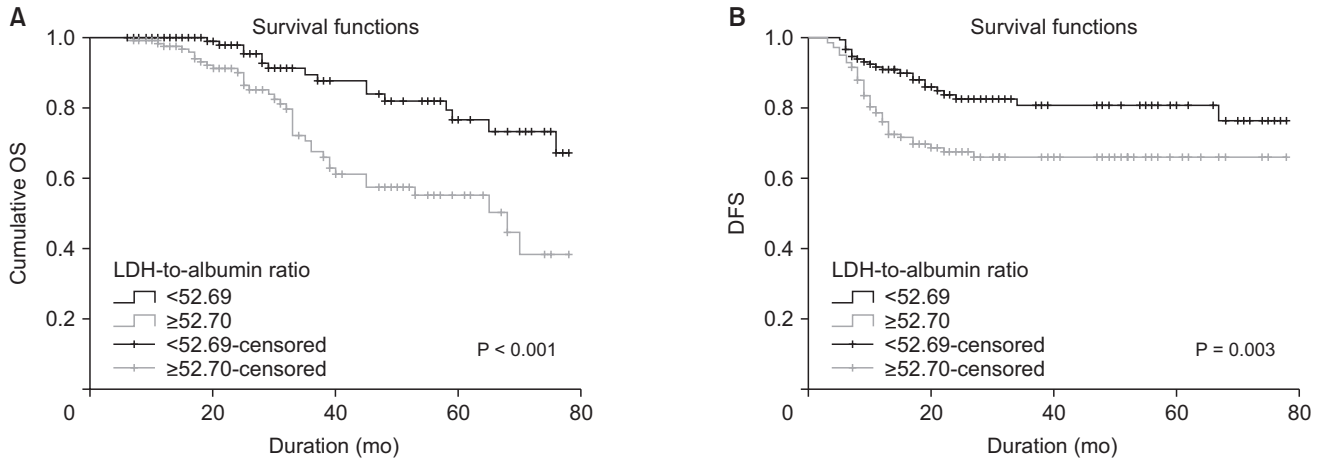 A
Survival functions
Cumulative OS
1.0
0.8
0.6
0.4
0.2
0
20
40
60
80
Duration (mo)
LDH-to-albumin ratio
<52.69
≥52.70
<52.69-censored
≥52.70-censored
P < 0.001
B
Survival functions
DFS
1.0
0.8
0.6
0.4
0.2
0
20
40
60
80
Duration (mo)
LDH-to-albumin ratio
<52.69
≥52.70
<52.69-censored
≥52.70-censored
P = 0.003